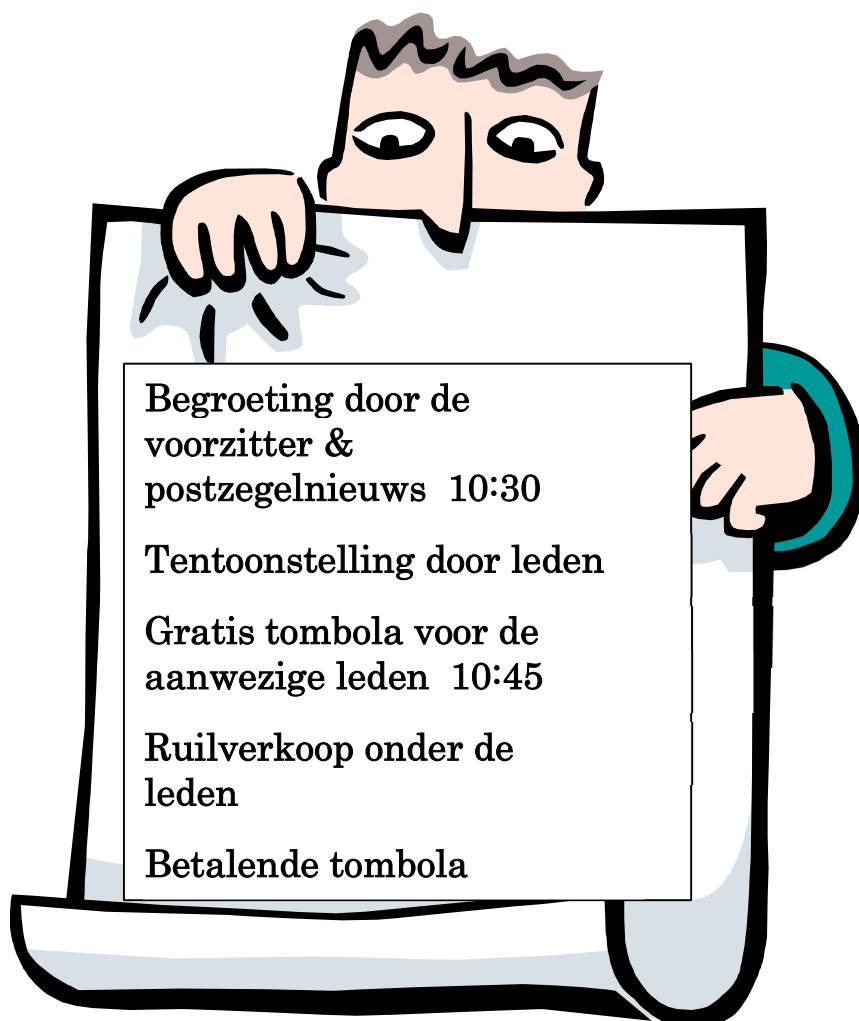 Begroeting door de
voorzitter &
postzegelnieuws 10:30
Tentoonstelling door leden
Gratis tombola voor de
aanwezige leden 10:45
Ruilverkoop onder de
leden
Betalende tombola